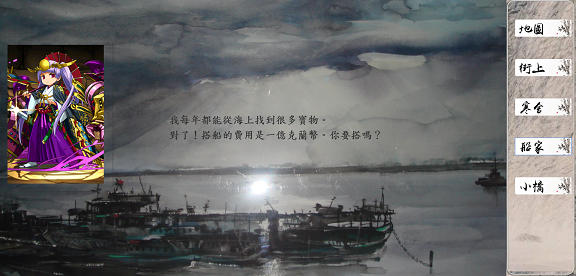 我每年都能從海上找到很多寶物。
對了！搭船的費用是一億克蘭幣。你要搭嗎？
地圖
街上
寒舍
船家
小橋